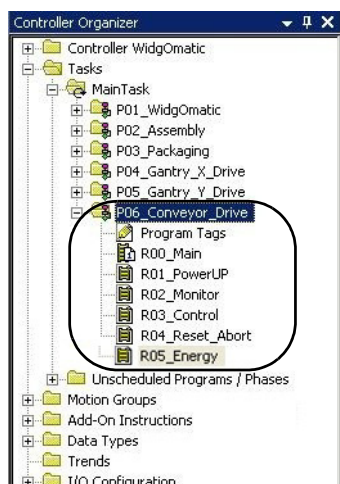 Controller Organizer
Controller WidgOmatic
Tasks
MainTask
P01_WidgOmatic
P02_Assembly
P03_Packaging
P04_Gantry_X_Drive
P05_Gantry_Y_Drive
P06_Conveyor_Drive
Program Tags
R00_Main
R01_PowerUP
R02_Monitor
R03_Control
R04_Reset_Abort
R05_Energy
Unscheduled Programs / Phases
Motion Groups
Add-On Instructions
Data Types
Trends
I/O Configuration